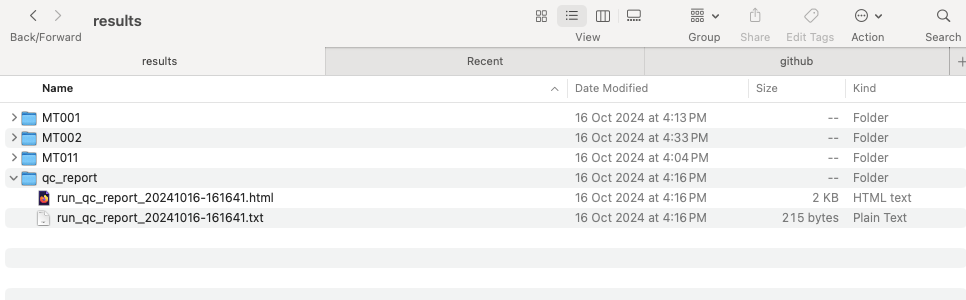 results
Back/Forward View Group Share Edit Tags Action Search
results Recent github
Name Date Modified Size Kind
MT001 16 Oct 2024 at 4:13 PM -- Folder
MT002 16 Oct 2024 at 4:33 PM -- Folder
MT011 16 Oct 2024 at 4:04 PM -- Folder
qc_report 16 Oct 2024 at 4:16 PM -- Folder
run_qc_report_20241016-161641.html 16 Oct 2024 at 4:16 PM 2 KB HTML text
run_qc_report_20241016-161641.txt 16 Oct 2024 at 4:16 PM 215 bytes Plain Text